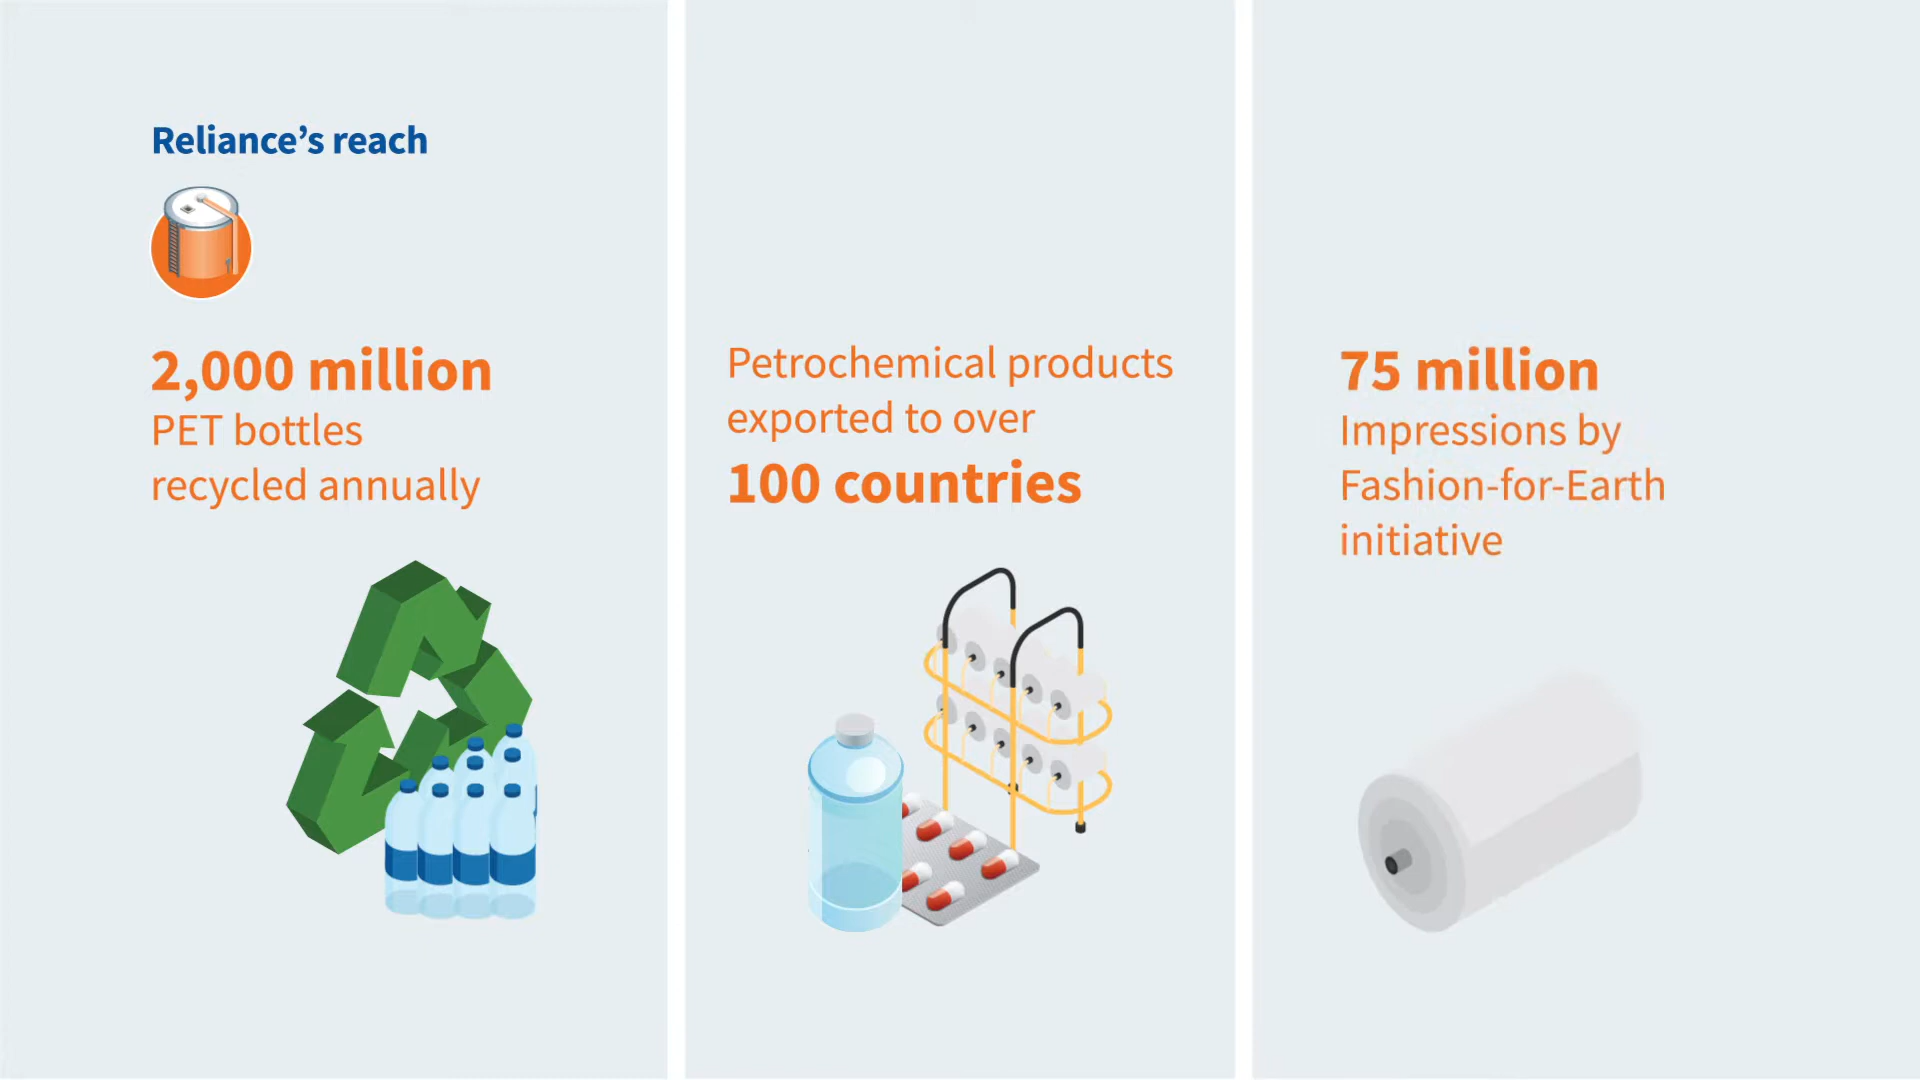 Reliance’s reach
2,000 million
PET bottles
recycled annually
Petrochemical products
exported to over
100 countries
75 million
Impressions by
Fashion-for-Earth
initiative